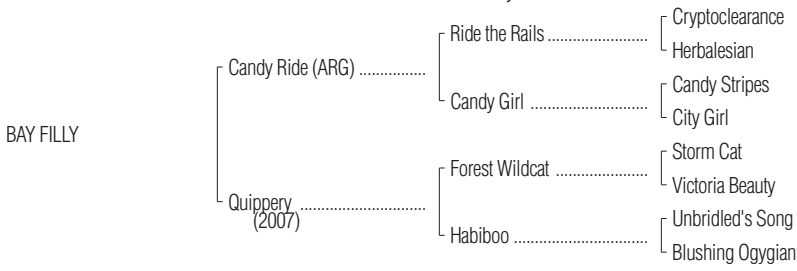 Cryptoclearance
Ride the Rails
Herbalesian
Candy Ride (ARG)
Candy Stripes
Candy Girl
City Girl
BAY FILLY
Storm Cat
Forest Wildcat
Victoria Beauty
Quippery
(2007)
Unbridled's Song
Habiboo
Blushing Ogygian